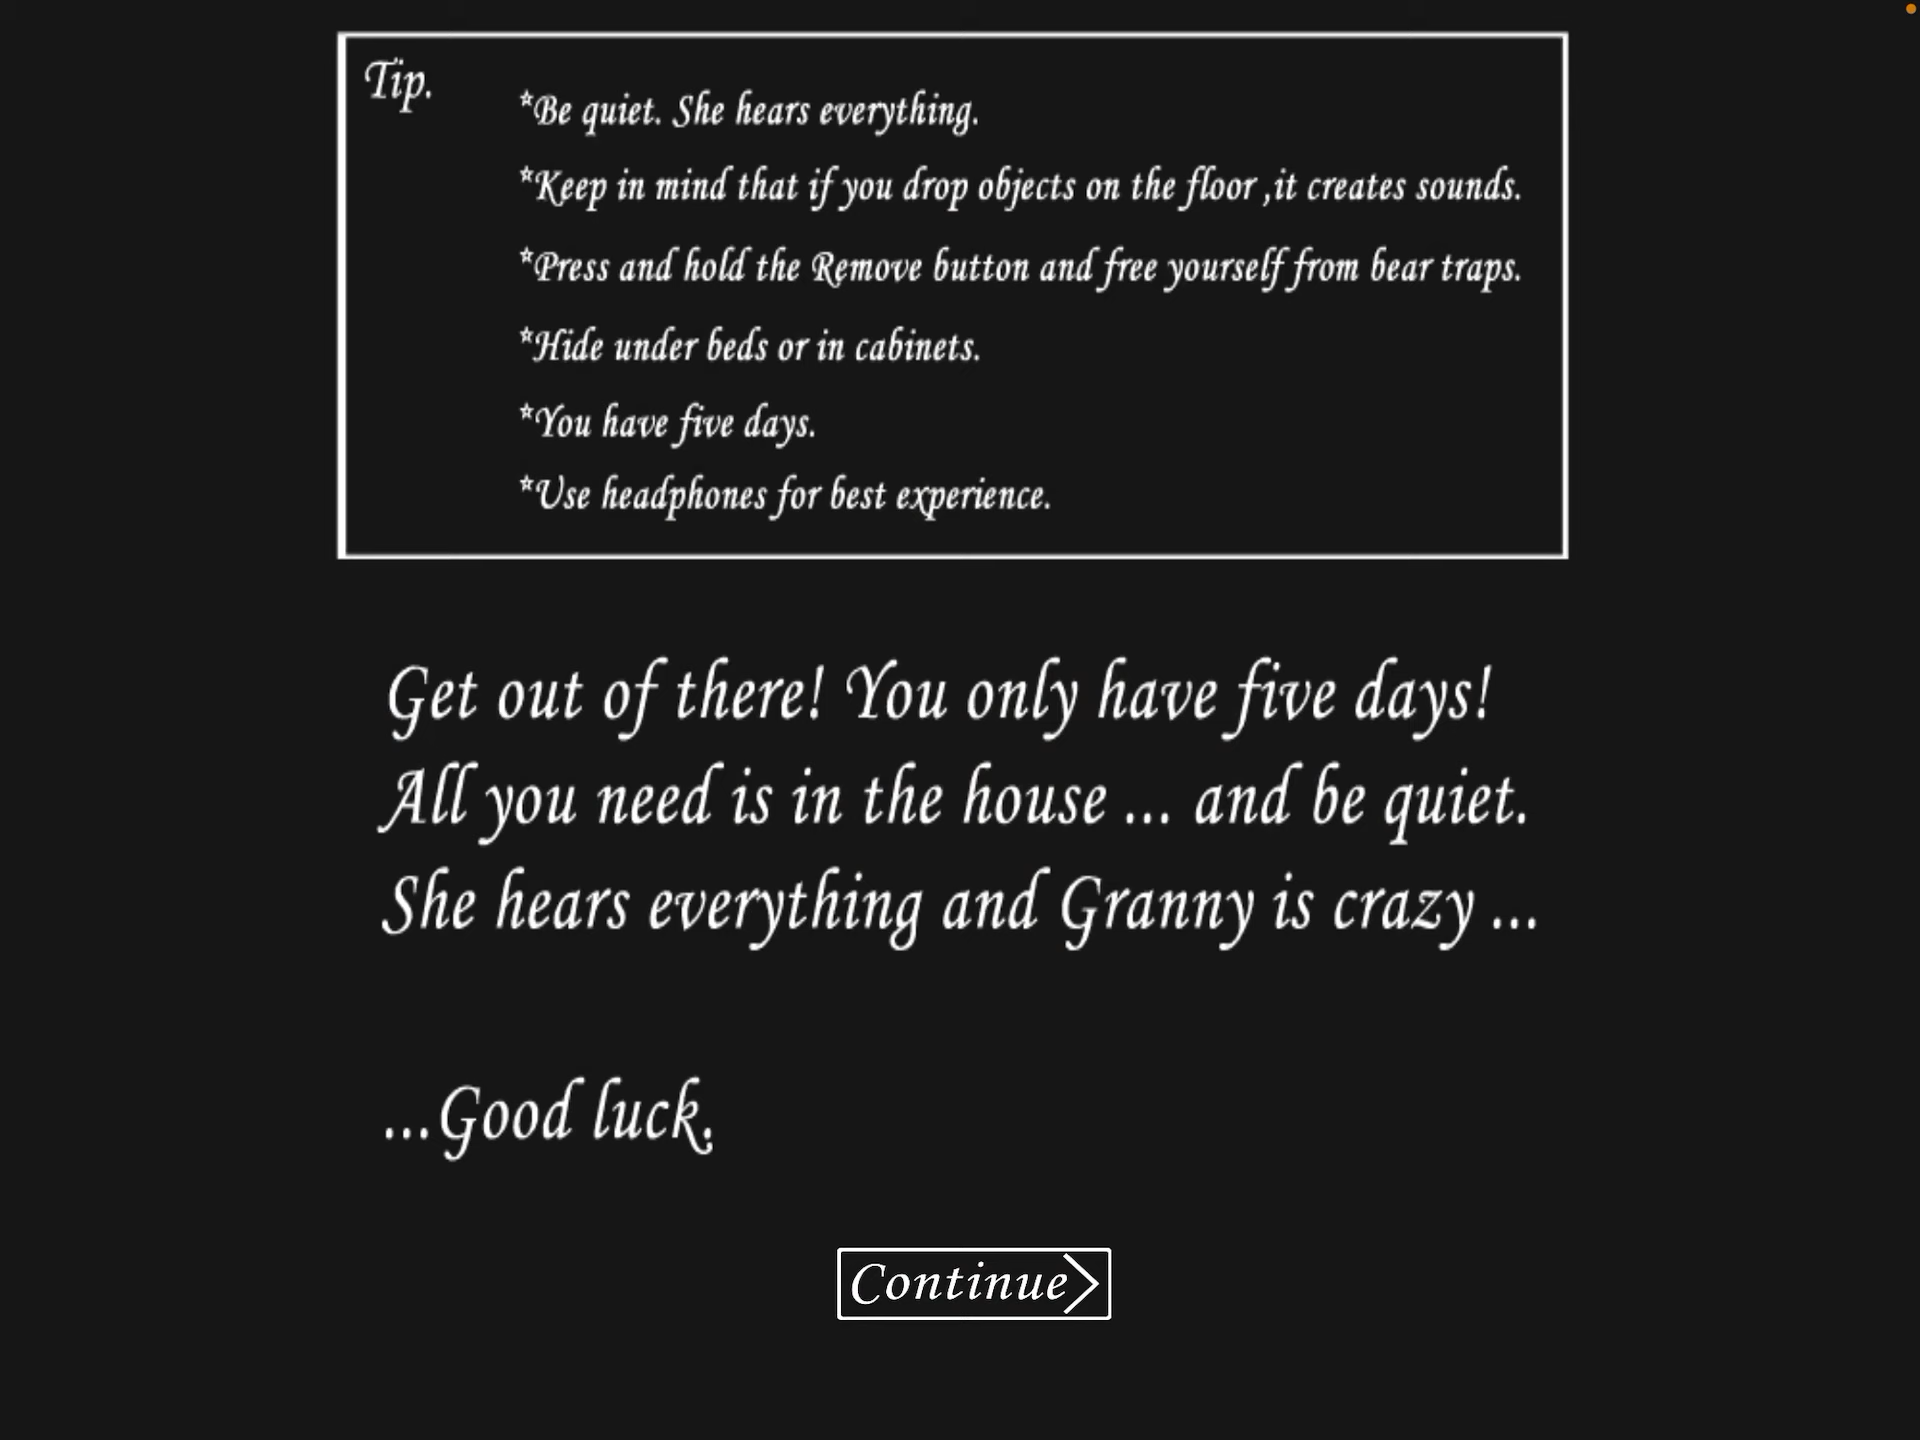 Tip.
*Be quiet. She hears everything.
*Keep in mind that if you drop objects on the floor ,it creates sounds.
*Press and hold the Remove button and free yourself from bear traps.
*Hide under beds or in cabinets.
*You have five days.
*Use headphones for best experience.
Get out of there! You only have five days!
All you need is in the house ... and be quiet.
She hears everything and Granny is crazy ...
...Good luck.
Continue>